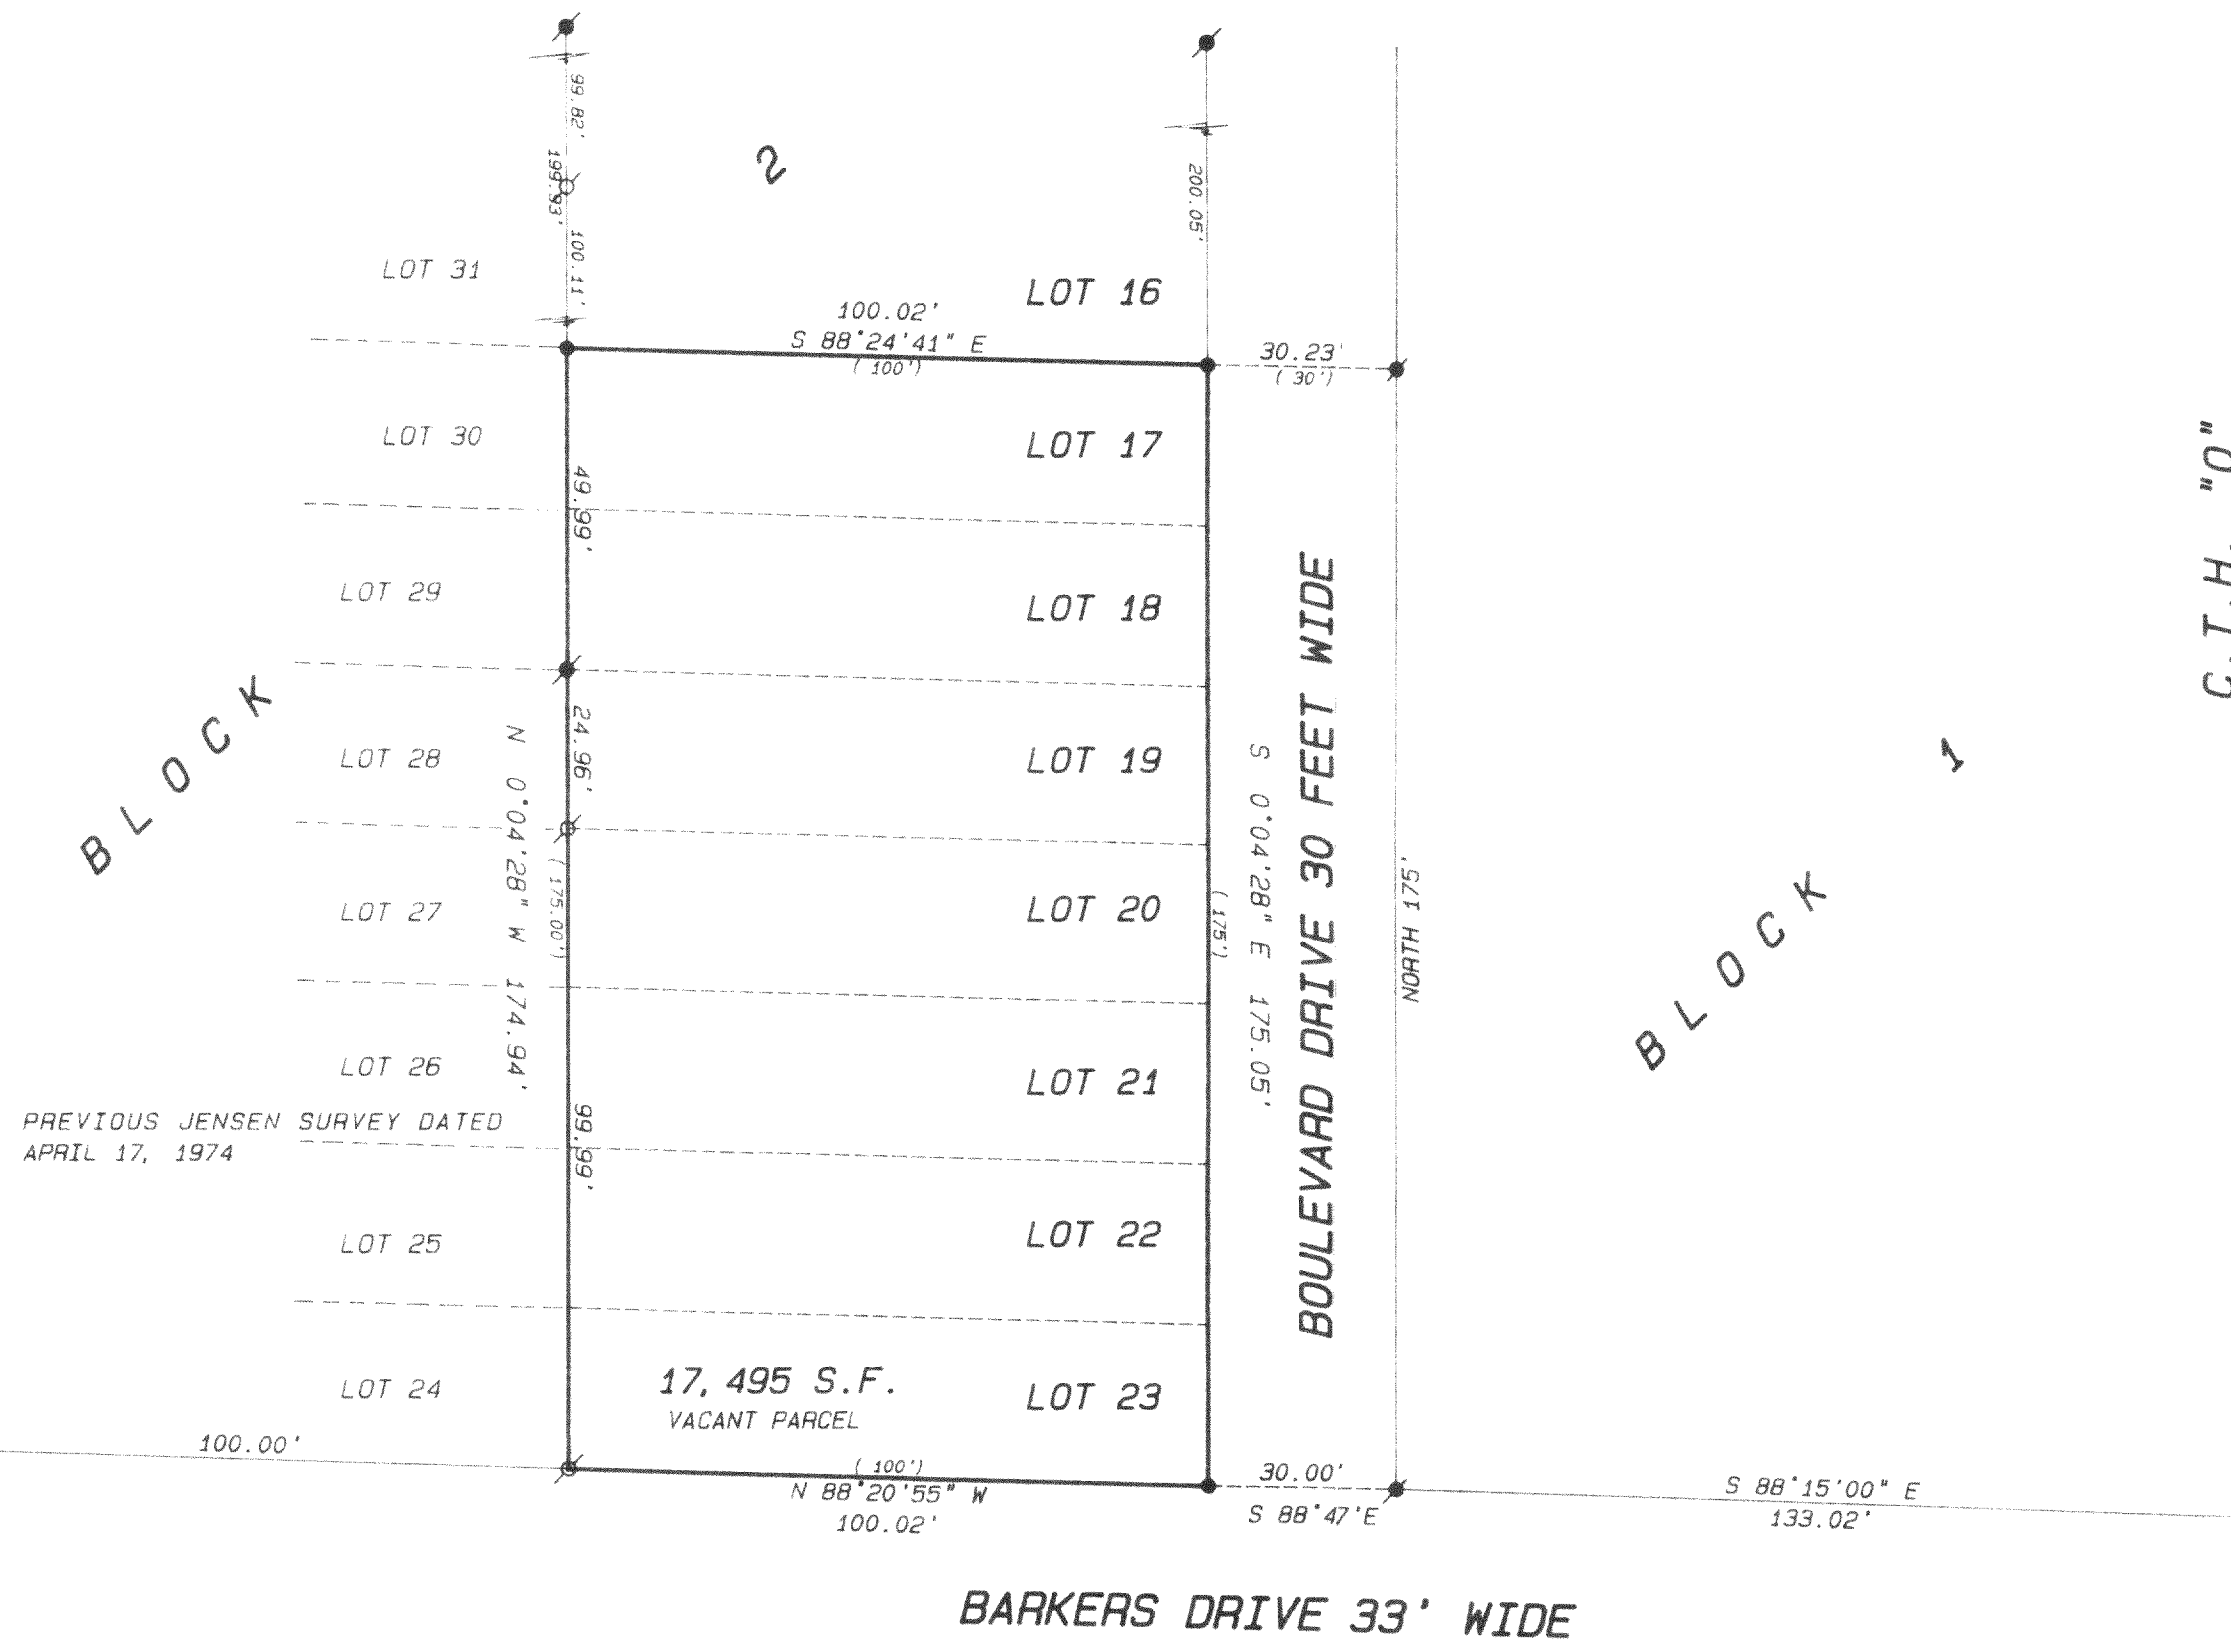 99.82'
199.93'
100.11'
2
200.05'
LOT 31
LOT 16
100.02'
S 88°24'41" E
( 100')
30.23'
( 30')
LOT 30
LOT 17
49.99'
LOT 29
LOT 18
LOT 28
LOT 19
24.96'
N 0°04'28" W 174.94'
( 175.00')
LOT 27
LOT 20
( 175')
S 0°04'28" E 175.05'
BOULEVARD DRIVE 30 FEET WIDE
NORTH 175'
BLOCK
BLOCK
1
C.T.H. "O"
LOT 26
LOT 21
PREVIOUS JENSEN SURVEY DATED
APRIL 17, 1974
99.99'
LOT 25
LOT 22
LOT 24
LOT 23
17,495 S.F.
VACANT PARCEL
100.00'
( 100')
N 88°20'55" W
100.02'
30.00'
S 88°47'E
S 88°15'00" E
133.02'
BARKERS DRIVE 33' WIDE